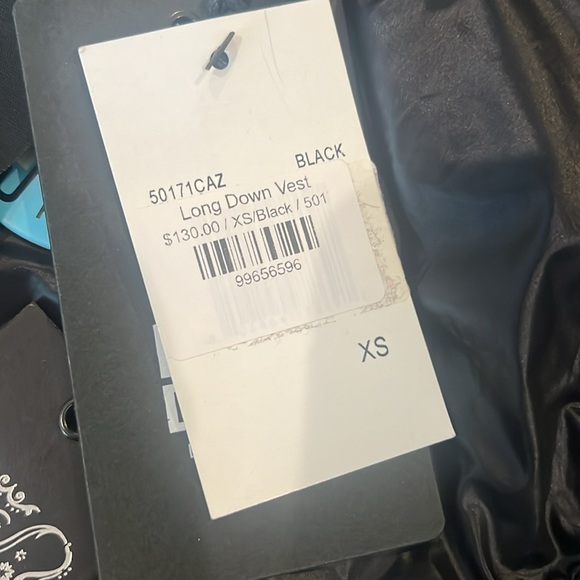 50171CAZ BLACK
Long Down Vest
$130.00 / XS/Black / 501
99656596
XS